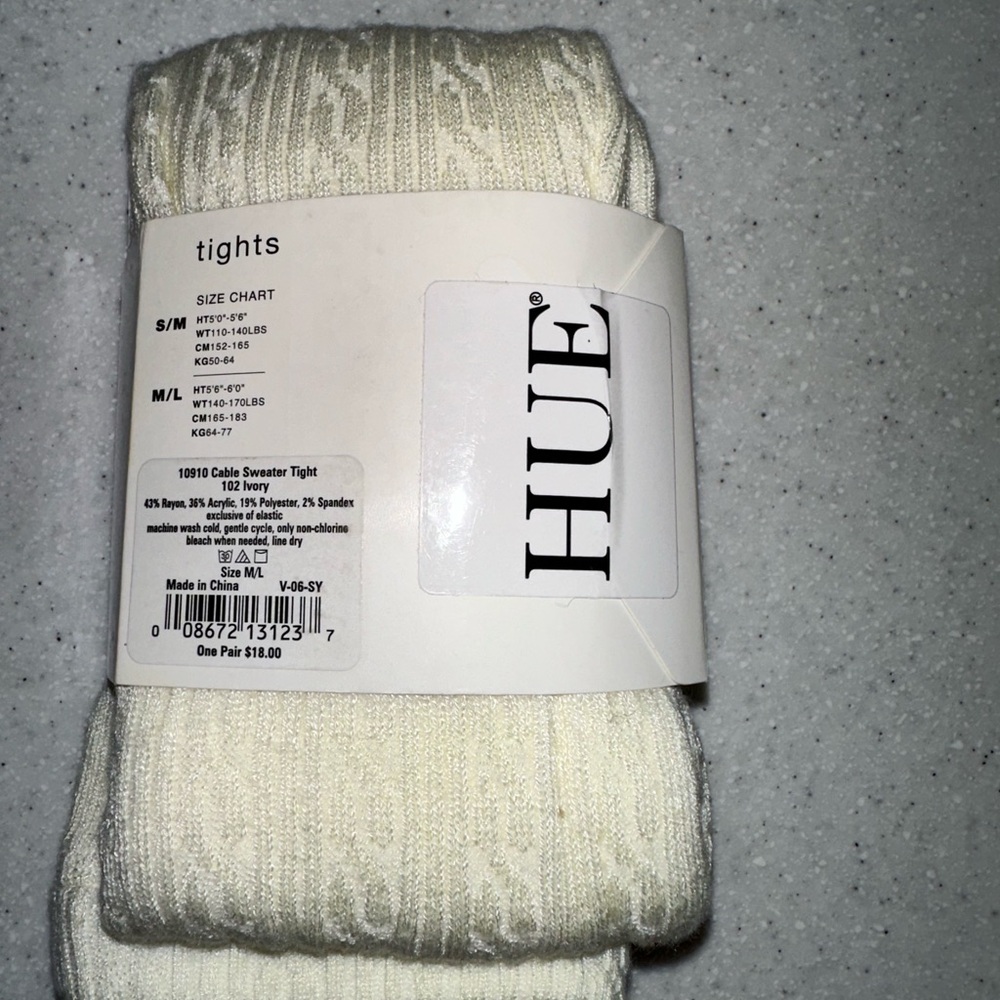 tights
SIZE CHART
S/M
HT5'0"-5'6"
WT110-140LBS
CM152-165
KG50-64
M/L
HT5'6"-6'0"
WT140-170LBS
CM165-183
KG64-77
10910 Cable Sweater Tight
102 Ivory
43% Rayon, 36% Acrylic, 19% Polyester, 2% Spandex
exclusive of elastic
machine wash cold, gentle cycle, only non-chlorine
bleach when needed, line dry
30
Size M/L
Made in China V-06-SY
0 08672 13123 7
One Pair $18.00
HUE®